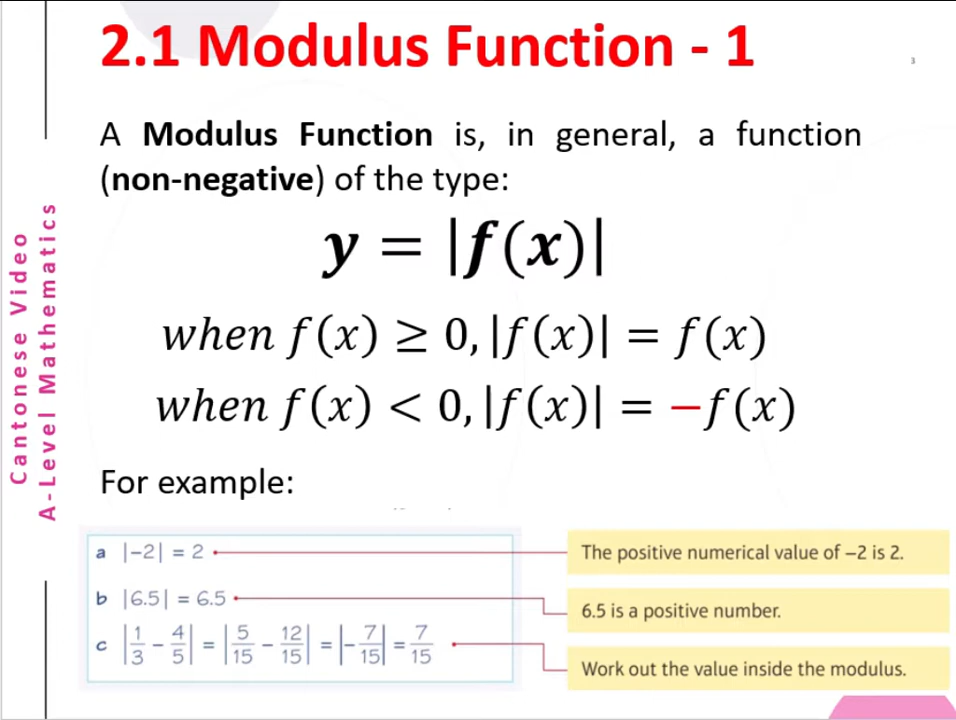 2.1 Modulus Function - 1
3
A Modulus Function is, in general, a function
(non-negative) of the type:
y = |f(x)|
when f(x) ≥ 0, |f(x)| = f(x)
when f(x) < 0, |f(x)| = −f(x)
For example:
a |−2| = 2
The positive numerical value of −2 is 2.
b |6.5| = 6.5
6.5 is a positive number.
c |1/3 − 4/5| = |5/15 − 12/15| = |−7/15| = 7/15
Work out the value inside the modulus.
Cantonese Video
A-Level Mathematics